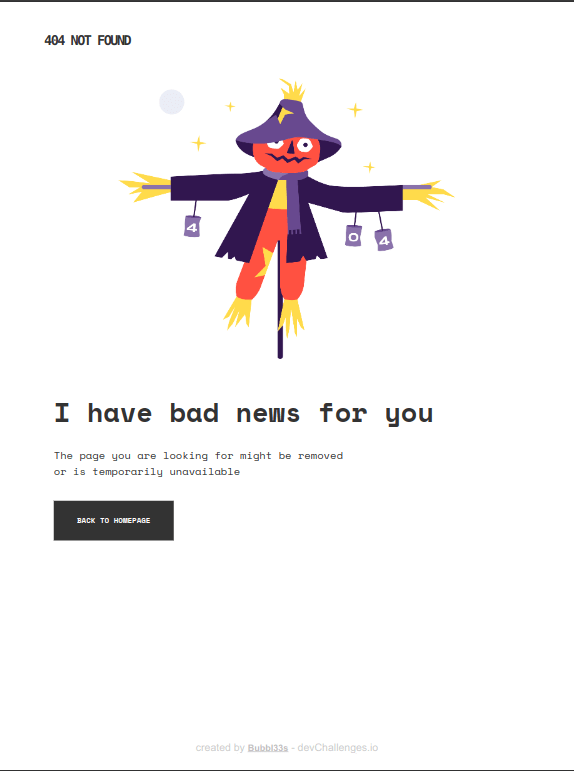 404 NOT FOUND
4
0
4
I have bad news for you
The page you are looking for might be removed
or is temporarily unavailable
BACK TO HOMEPAGE
created by Bubbl33s - devChallenges.io